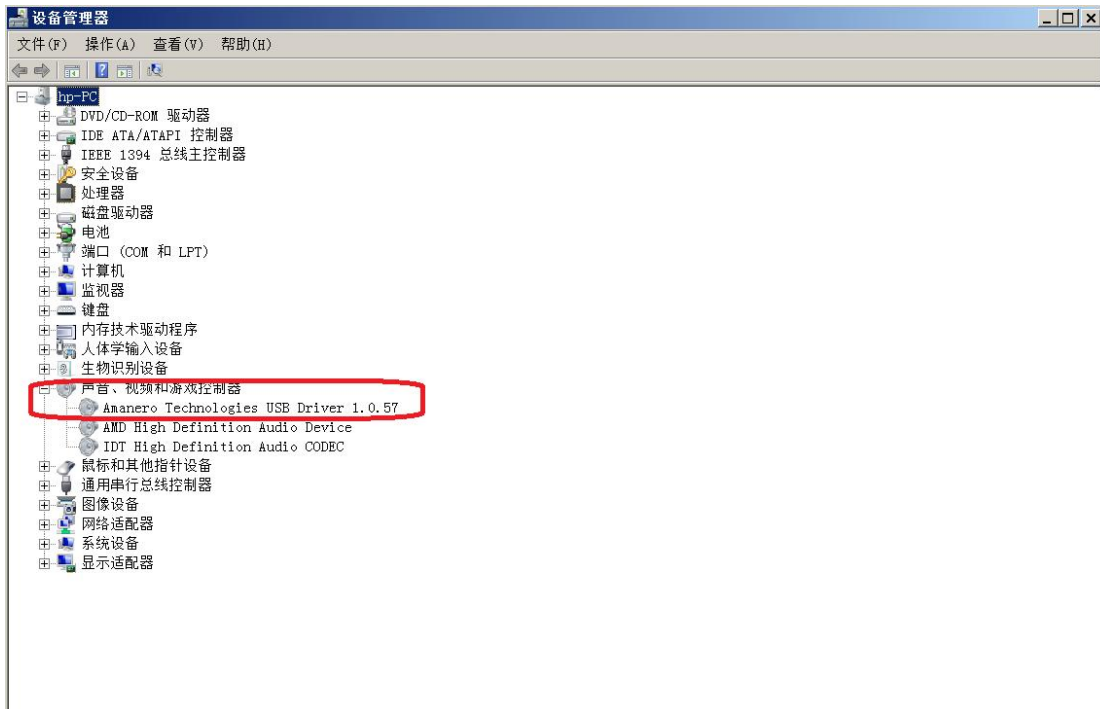 设备管理器
文件(F) 操作(A) 查看(V) 帮助(H)
hp-PC
DVD/CD-ROM 驱动器
IDE ATA/ATAPI 控制器
IEEE 1394 总线主控制器
安全设备
处理器
磁盘驱动器
电池
端口 (COM 和 LPT)
计算机
监视器
键盘
内存技术驱动程序
人体学输入设备
生物识别设备
声音、视频和游戏控制器
Amanero Technologies USB Driver 1.0.57
AMD High Definition Audio Device
IDT High Definition Audio CODEC
鼠标和其他指针设备
通用串行总线控制器
图像设备
网络适配器
系统设备
显示适配器